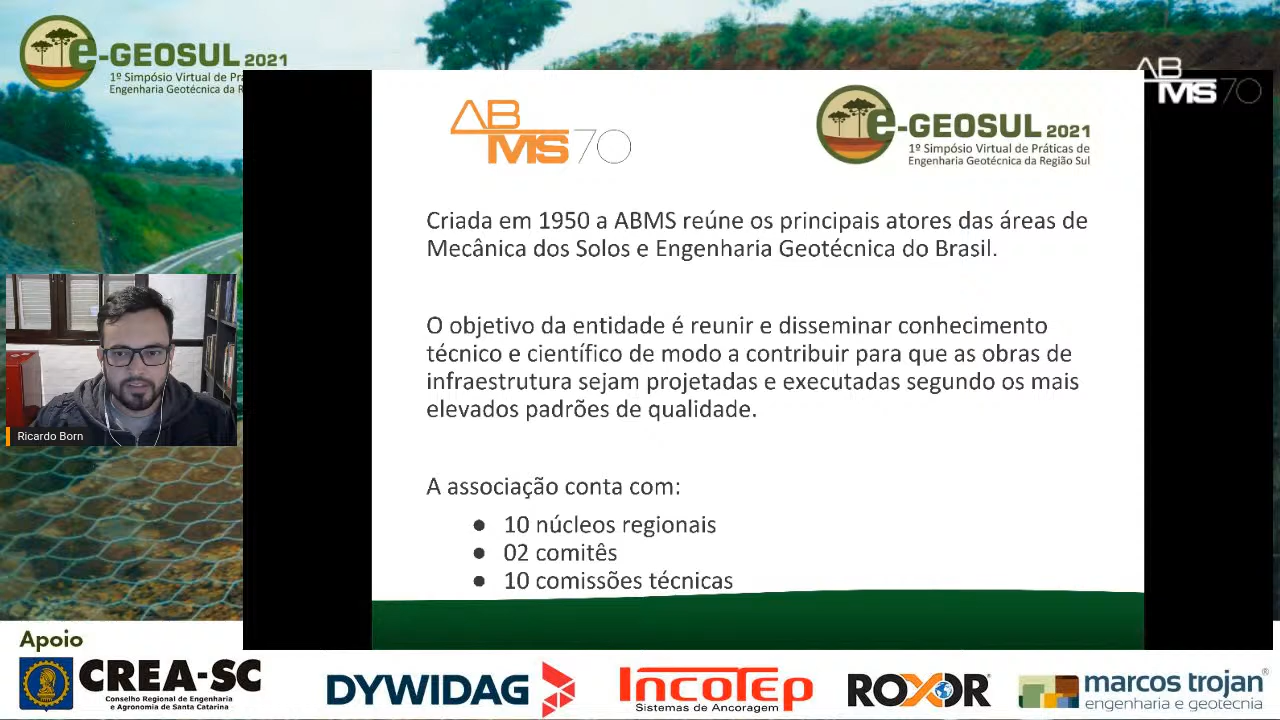 e-GEOSUL 2021
1º Simpósio Virtual de Prá
Engenharia Geotécnica da R
AB
MS 70
AB
MS 70
e-GEOSUL 2021
1º Simpósio Virtual de Práticas de
Engenharia Geotécnica da Região Sul
Criada em 1950 a ABMS reúne os principais atores das áreas de
Mecânica dos Solos e Engenharia Geotécnica do Brasil.
O objetivo da entidade é reunir e disseminar conhecimento
técnico e científico de modo a contribuir para que as obras de
infraestrutura sejam projetadas e executadas segundo os mais
elevados padrões de qualidade.
A associação conta com:
● 10 núcleos regionais
● 02 comitês
● 10 comissões técnicas
Ricardo Born
Apoio
CREA-SC
Conselho Regional de Engenharia
e Agronomia de Santa Catarina
DYWIDAG
INCOTEP
Sistemas de Ancoragem
ROXOR®
marcos trojan®
engenharia e geotecnia